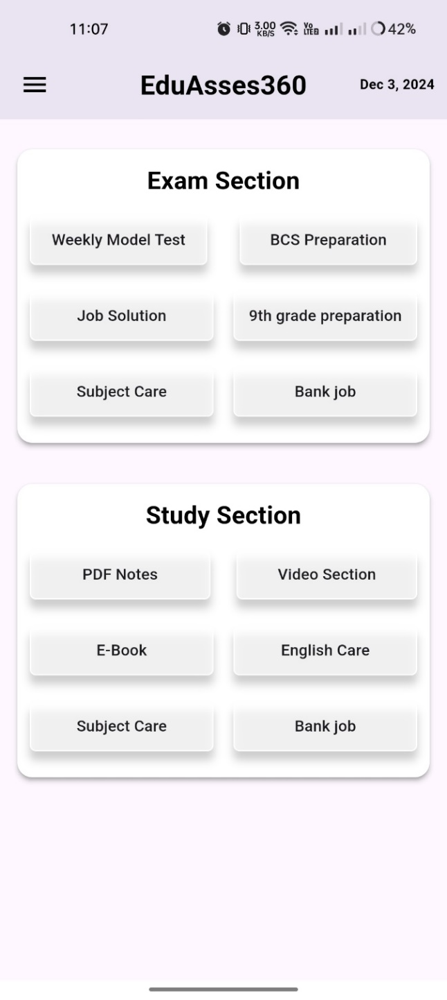 11:07 3.00 KB/S Vo LTE2 42%
EduAsses360 Dec 3, 2024
Exam Section
Weekly Model Test BCS Preparation
Job Solution 9th grade preparation
Subject Care Bank job
Study Section
PDF Notes Video Section
E-Book English Care
Subject Care Bank job